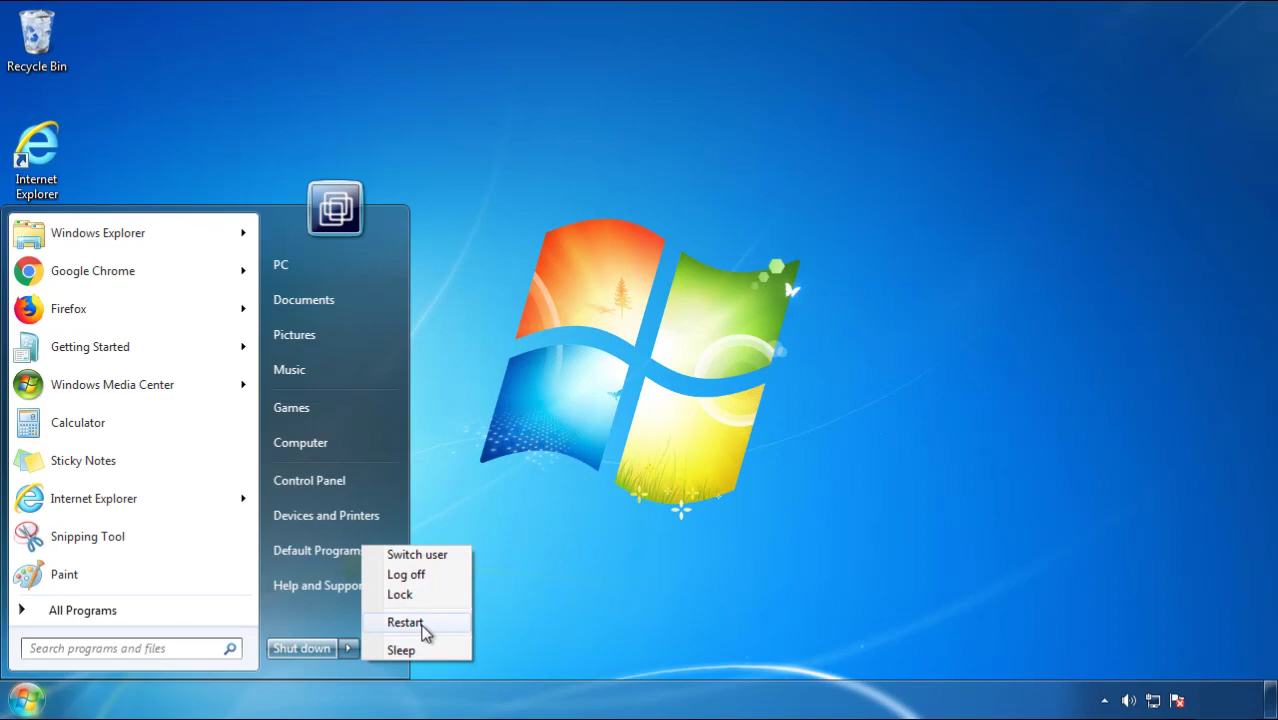 Recycle Bin
Internet
Explorer
Windows Explorer
Google Chrome
Firefox
Getting Started
Windows Media Center
Calculator
Sticky Notes
Internet Explorer
Snipping Tool
Paint
All Programs
Search programs and files
PC
Documents
Pictures
Music
Games
Computer
Control Panel
Devices and Printers
Default Program
Help and Suppor
Shut down
Switch user
Log off
Lock
Restart
Sleep